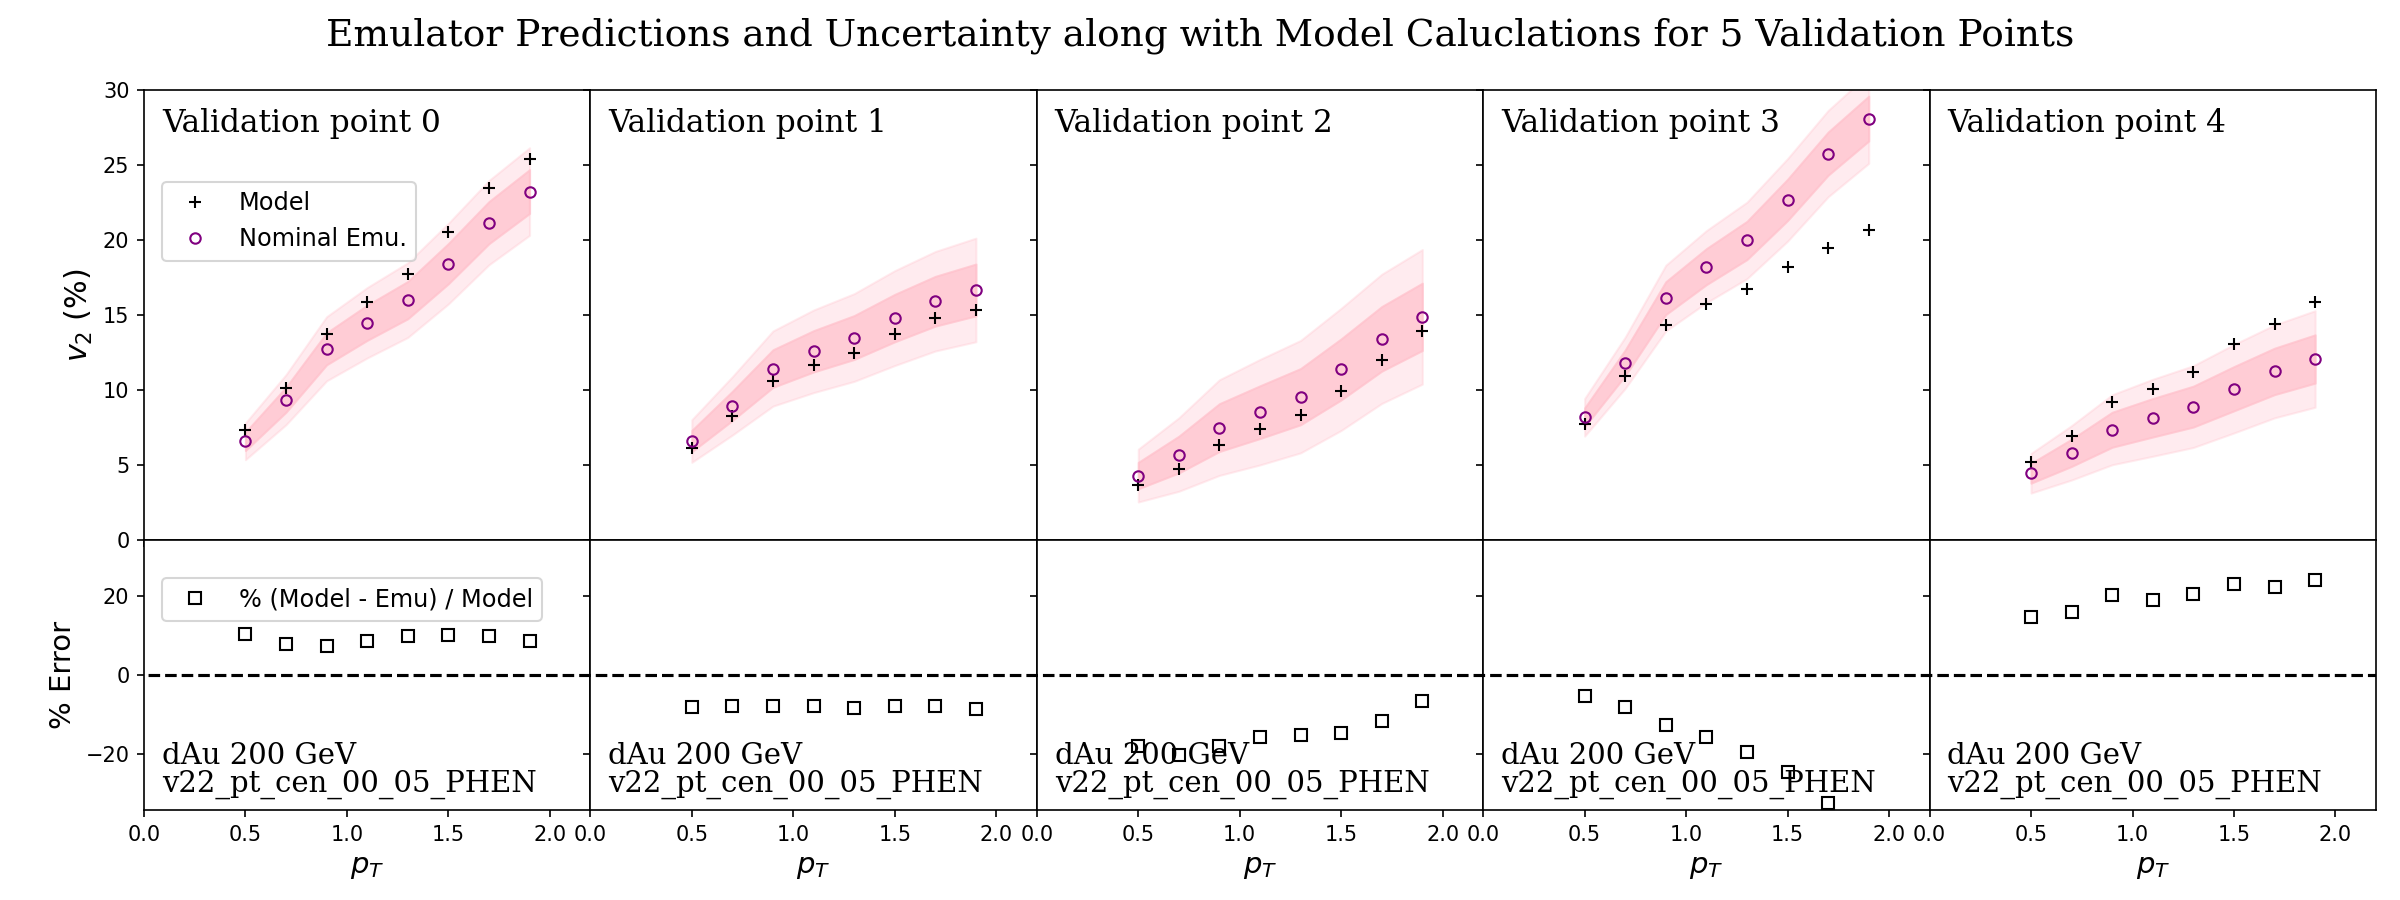 Emulator Predictions and Uncertainty along with Model Caluclations for 5 Validation Points
30
25
20
15
10
5
0
v2 (%)
Validation point 0
Model
Nominal Emu.
Validation point 1
Validation point 2
Validation point 3
Validation point 4
20
0
−20
% Error
% (Model - Emu) / Model
dAu 200 GeV
v22_pt_cen_00_05_PHEN
dAu 200 GeV
v22_pt_cen_00_05_PHEN
dAu 200 GeV
v22_pt_cen_00_05_PHEN
dAu 200 GeV
v22_pt_cen_00_05_PHEN
dAu 200 GeV
v22_pt_cen_00_05_PHEN
0.0 0.5 1.0 1.5 2.0
0.0 0.5 1.0 1.5 2.0
0.0 0.5 1.0 1.5 2.0
0.0 0.5 1.0 1.5 2.0
0.0 0.5 1.0 1.5 2.0
pT
pT
pT
pT
pT